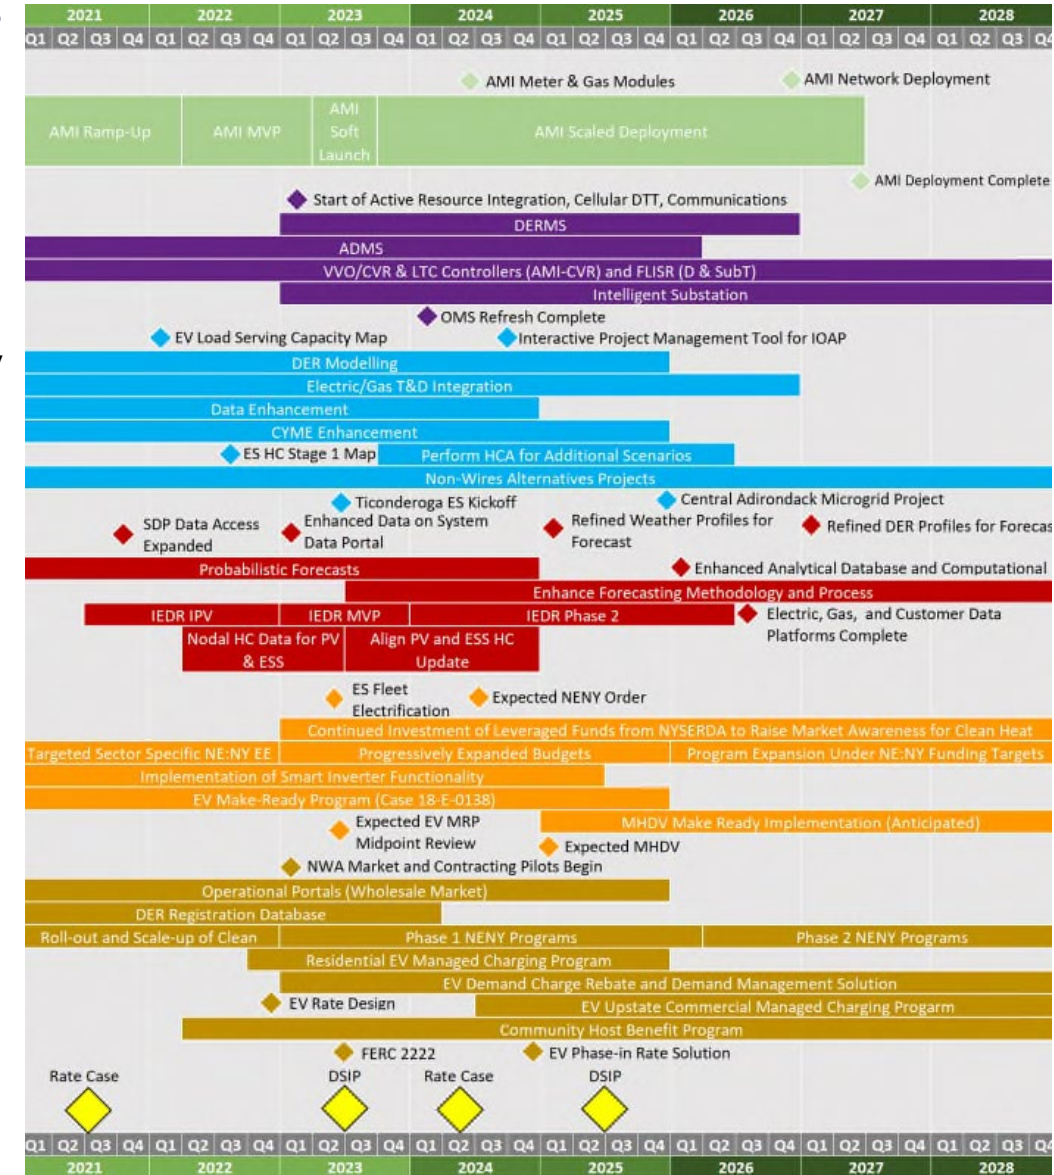 2021 2022 2023 2024 2025 2026 2027 2028
Q1 Q2 Q3 Q4 Q1 Q2 Q3 Q4 Q1 Q2 Q3 Q4 Q1 Q2 Q3 Q4 Q1 Q2 Q3 Q4 Q1 Q2 Q3 Q4 Q1 Q2 Q3 Q4 Q1 Q2 Q3 Q4
AMI Meter & Gas Modules
AMI Network Deployment
AMI Ramp-Up
AMI MVP
AMI
Soft
Launch
AMI Scaled Deployment
AMI Deployment Complete
Start of Active Resource Integration, Cellular DTT, Communications
DERMS
ADMS
VVO/CVR & LTC Controllers (AMI-CVR) and FLISR (D & SubT)
Intelligent Substation
OMS Refresh Complete
EV Load Serving Capacity Map
Interactive Project Management Tool for IOAP
DER Modelling
Electric/Gas T&D Integration
Data Enhancement
CYME Enhancement
ES HC Stage 1 Map
Perform HCA for Additional Scenarios
Non-Wires Alternatives Projects
Ticonderoga ES Kickoff
Central Adirondack Microgrid Project
SDP Data Access
Expanded
Enhanced Data on System
Data Portal
Refined Weather Profiles for
Forecast
Refined DER Profiles for Forecas
Probabilistic Forecasts
Enhanced Analytical Database and Computational
Enhance Forecasting Methodology and Process
IEDR IPV
IEDR MVP
IEDR Phase 2
Electric, Gas, and Customer Data
Platforms Complete
Nodal HC Data for PV
& ESS
Align PV and ESS HC
Update
ES Fleet
Electrification
Expected NENY Order
Continued Investment of Leveraged Funds from NYSERDA to Raise Market Awareness for Clean Heat
Targeted Sector Specific NE:NY EE
Progressively Expanded Budgets
Program Expansion Under NE:NY Funding Targets
Implementation of Smart Inverter Functionality
EV Make-Ready Program (Case 18-E-0138)
Expected EV MRP
Midpoint Review
MHDV Make Ready Implementation (Anticipated)
Expected MHDV
NWA Market and Contracting Pilots Begin
Operational Portals (Wholesale Market)
DER Registration Database
Roll-out and Scale-up of Clean
Phase 1 NENY Programs
Phase 2 NENY Programs
Residential EV Managed Charging Program
EV Demand Charge Rebate and Demand Management Solution
EV Rate Design
EV Upstate Commercial Managed Charging Progarm
Community Host Benefit Program
FERC 2222
EV Phase-in Rate Solution
Rate Case
DSIP
Rate Case
DSIP
Q1 Q2 Q3 Q4 Q1 Q2 Q3 Q4 Q1 Q2 Q3 Q4 Q1 Q2 Q3 Q4 Q1 Q2 Q3 Q4 Q1 Q2 Q3 Q4 Q1 Q2 Q3 Q4 Q1 Q2 Q3 Q4
2021 2022 2023 2024 2025 2026 2027 2028